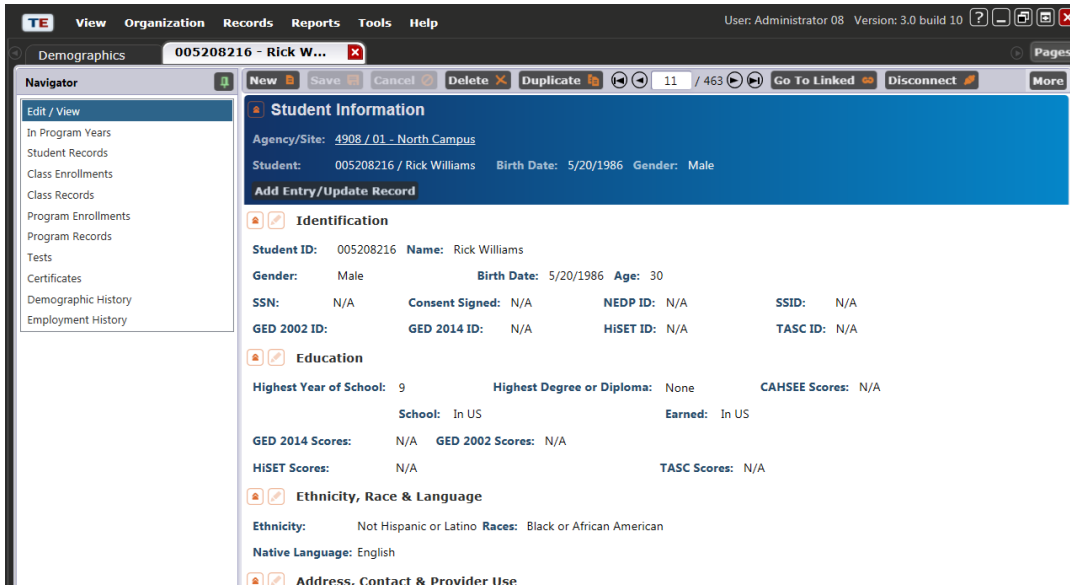 TE View Organization Records Reports Tools Help User: Administrator 08 Version: 3.0 build 10 ?
Demographics 005208216 - Rick W... Pages
Navigator New Save Cancel Delete Duplicate 11 / 463 Go To Linked Disconnect More
Edit / View
In Program Years
Student Records
Class Enrollments
Class Records
Program Enrollments
Program Records
Tests
Certificates
Demographic History
Employment History
Student Information
Agency/Site: 4908 / 01 - North Campus
Student: 005208216 / Rick Williams Birth Date: 5/20/1986 Gender: Male
Add Entry/Update Record
Identification
Student ID: 005208216 Name: Rick Williams
Gender: Male Birth Date: 5/20/1986 Age: 30
SSN: N/A Consent Signed: N/A NEDP ID: N/A SSID: N/A
GED 2002 ID: GED 2014 ID: N/A HiSET ID: N/A TASC ID: N/A
Education
Highest Year of School: 9 Highest Degree or Diploma: None CAHSEE Scores: N/A
School: In US Earned: In US
GED 2014 Scores: N/A GED 2002 Scores: N/A
HiSET Scores: N/A TASC Scores: N/A
Ethnicity, Race & Language
Ethnicity: Not Hispanic or Latino Races: Black or African American
Native Language: English
Address, Contact & Provider Use